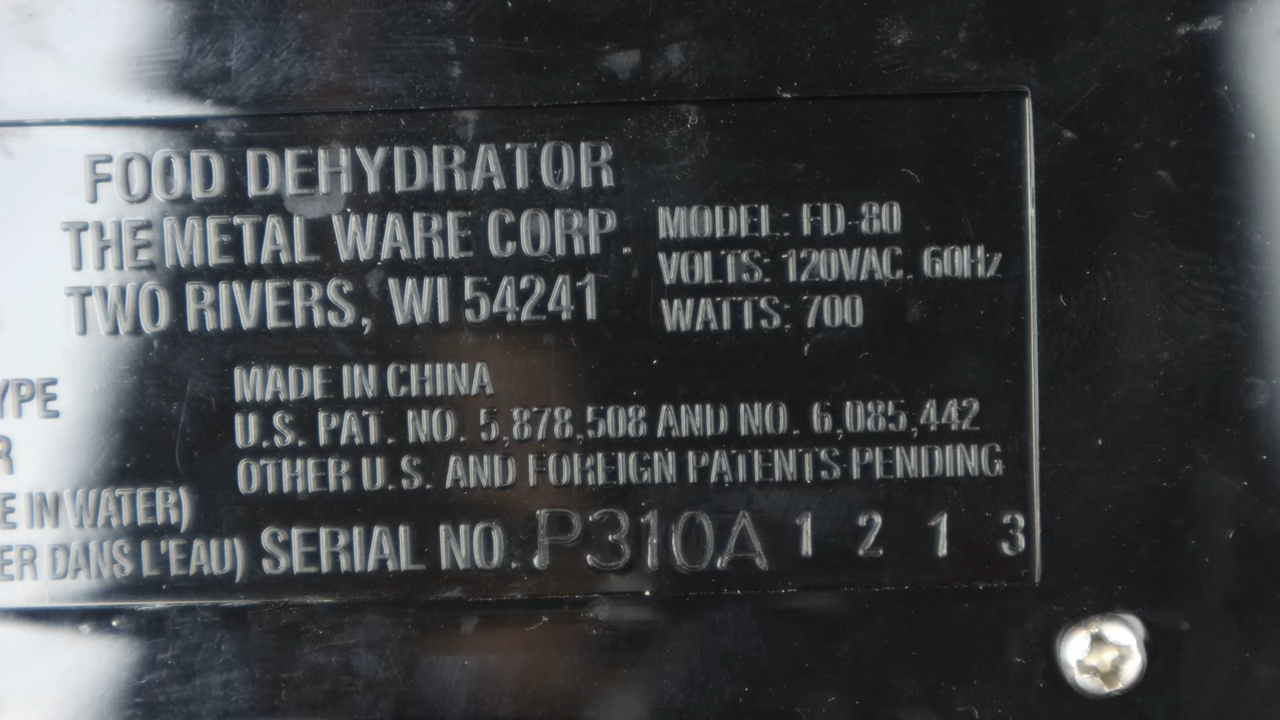 FOOD DEHYDRATOR
THE METAL WARE CORP.
TWO RIVERS, WI 54241
MODEL: FD-80
VOLTS: 120VAC. 60Hz
WATTS: 700
MADE IN CHINA
U.S. PAT. NO. 5,878,508 AND NO. 6,085,442
OTHER U.S. AND FOREIGN PATENTS PENDING
SERIAL NO. P310A 1 2 1 3
YPE
R
E IN WATER)
ER DANS L'EAU)